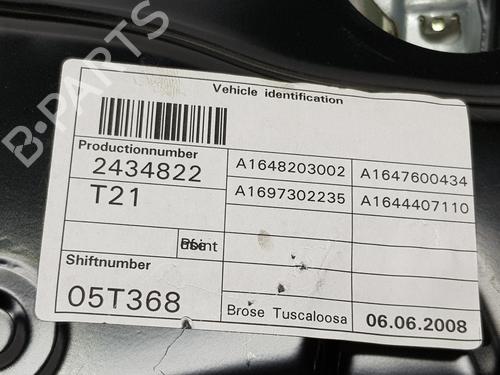 Vehicle identification
Productionnumber
2434822
T21
A1648203002 A1647600434
A1697302235 A1644407110
Shiftnumber
05T368
Brose Tuscaloosa 06.06.2008
B-PARTS